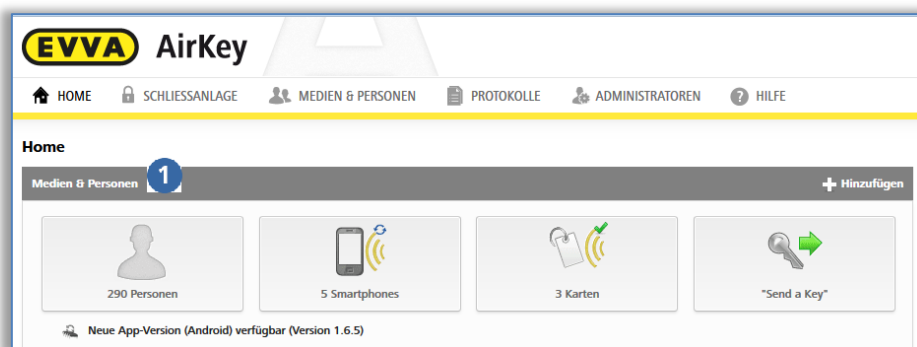 EVVA AirKey
HOME SCHLIESSANLAGE MEDIEN & PERSONEN PROTOKOLLE ADMINISTRATOREN HILFE
Home
Medien & Personen 1 Hinzufügen
290 Personen 5 Smartphones 3 Karten "Send a Key"
Neue App-Version (Android) verfügbar (Version 1.6.5)